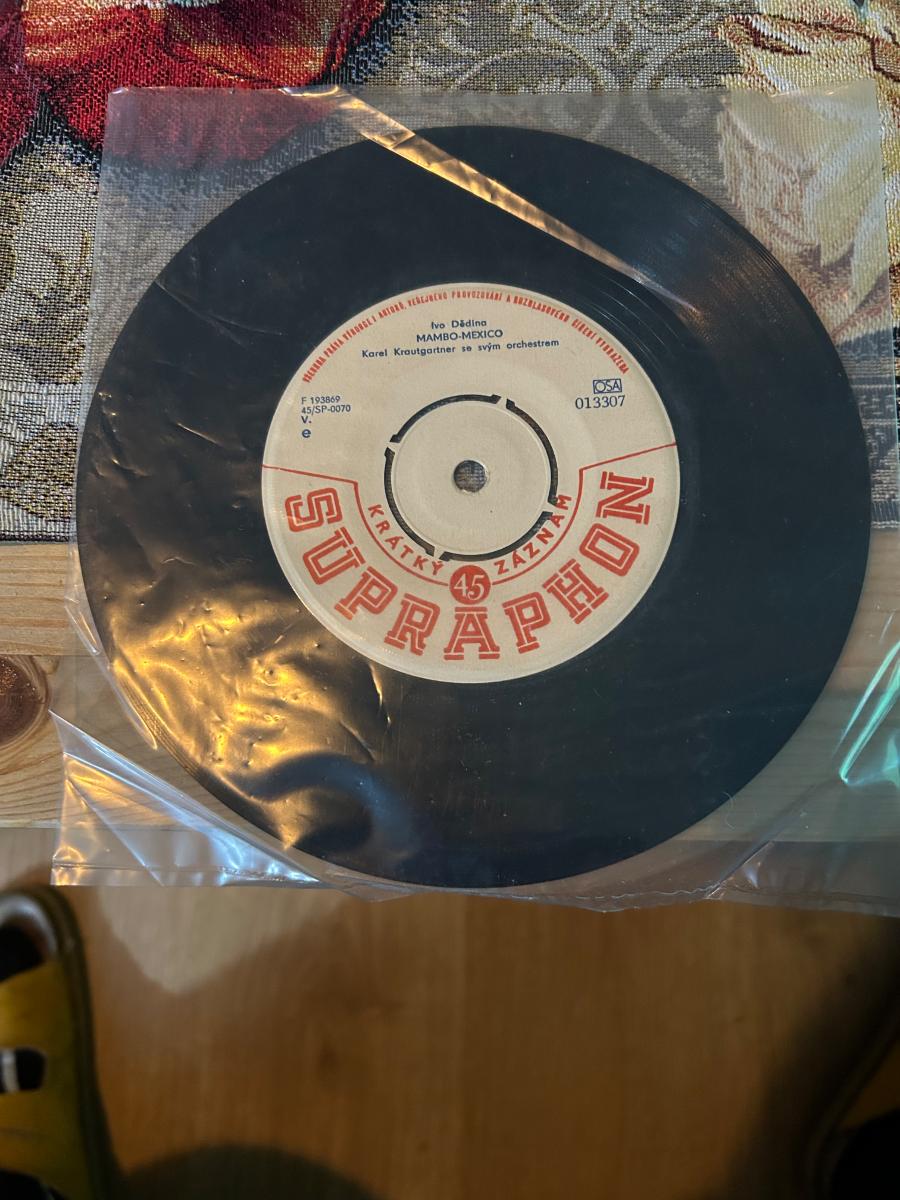 VŠECHNA PRÁVA VÝROBCE I AUTORŮ, VEŘEJNÉHO PROVOZOVÁNÍ A ROZHLASOVÉHO ŠÍŘENÍ VYHRAŽENA
Ivo Dědina
MAMBO-MEXICO
Karel Krautgartner se svým orchestrem
F 193869
45/SP-0070
V.
e
OSA
013307
KRÁTKÝ 45 ZÁZNAM
SUPRAPHON